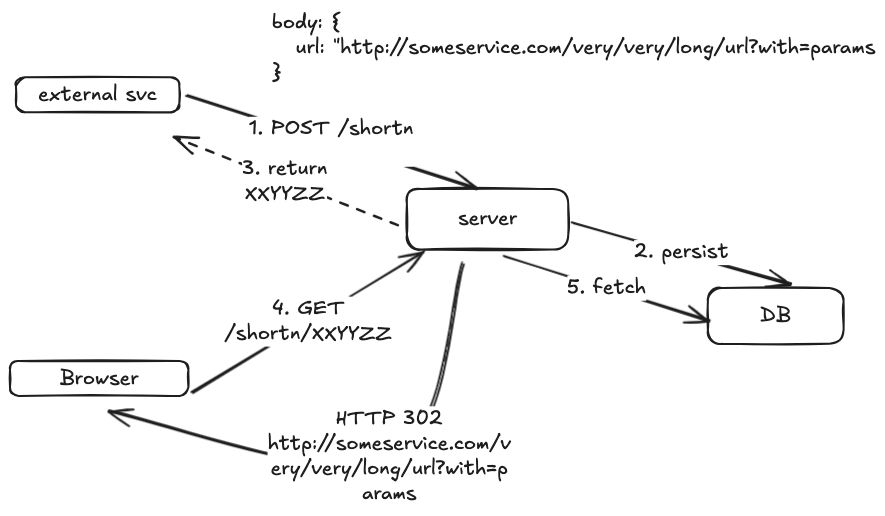 body: {
url: "http://someservice.com/very/very/long/url?with=params
}
external svc
1. POST /shortn
3. return
XXYYZZ
server
2. persist
5. fetch
DB
4. GET
/shortn/XXYYZZ
Browser
HTTP 302
http://someservice.com/v
ery/very/long/url?with=p
arams